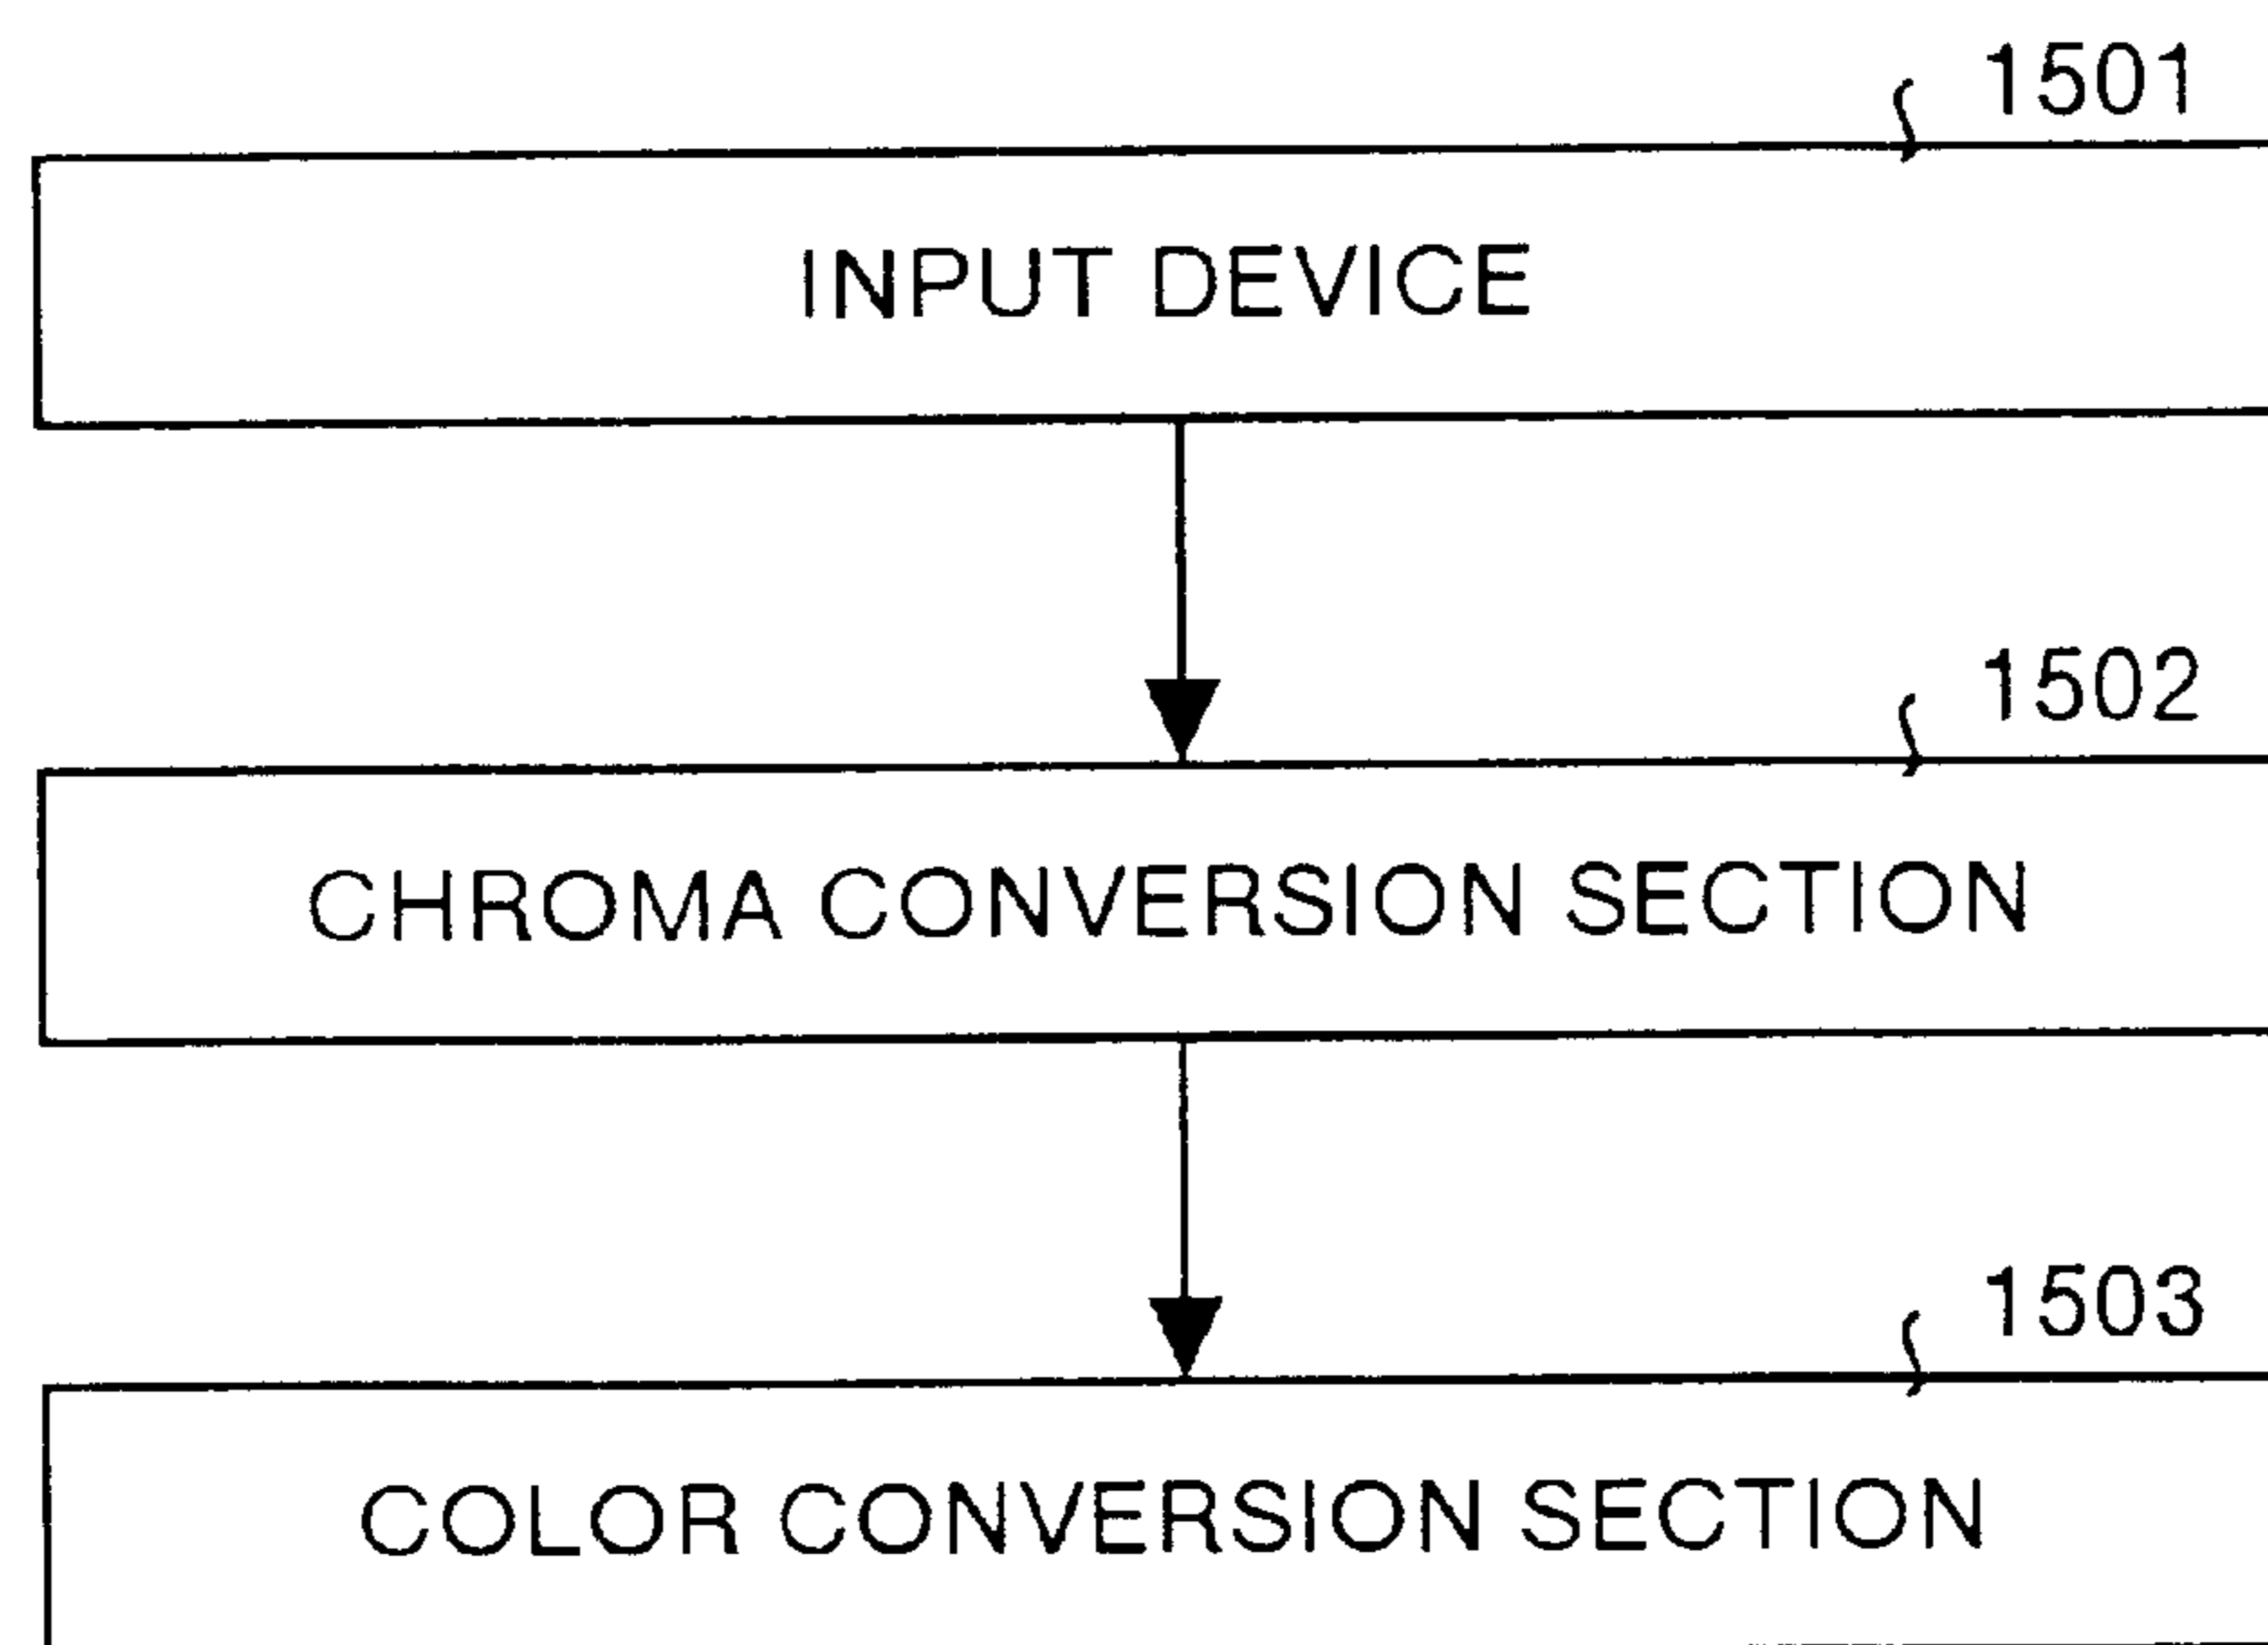 1501
INPUT DEVICE
1502
CHROMA CONVERSION SECTION
1503
COLOR CONVERSION SECTION